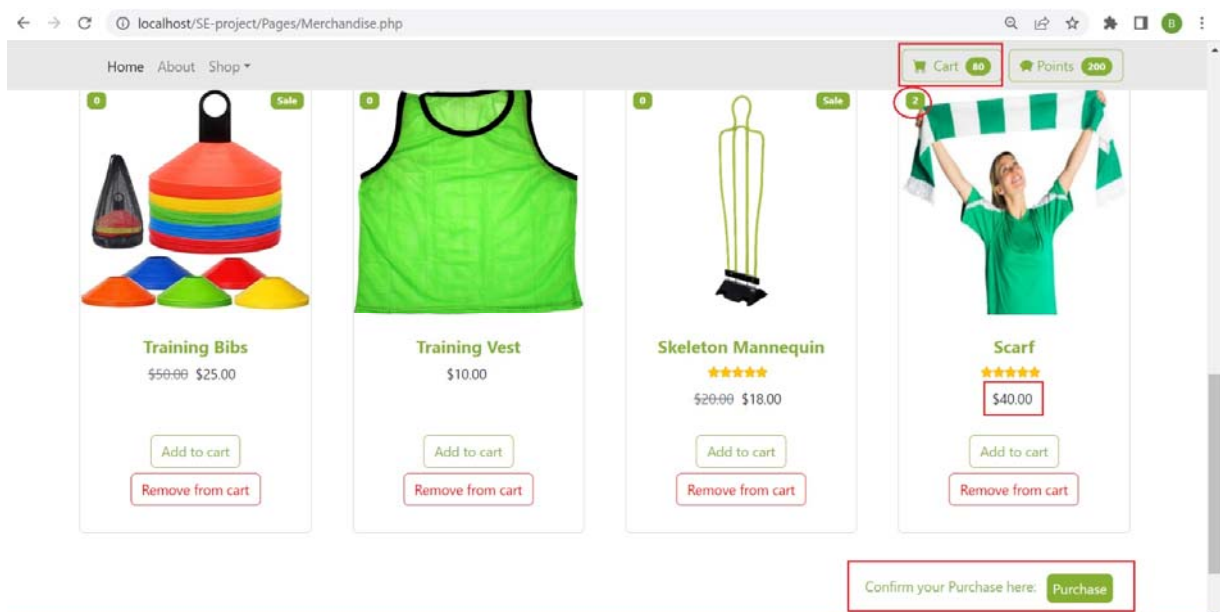 localhost/SE-project/Pages/Merchandise.php
B
Home About Shop Cart 80 Points 200
0 Sale 0 0 Sale 2
Training Bibs Training Vest Skeleton Mannequin Scarf
$50.00 $25.00 $10.00 $20.00 $18.00 $40.00
Add to cart Add to cart Add to cart Add to cart
Remove from cart Remove from cart Remove from cart Remove from cart
Confirm your Purchase here: Purchase